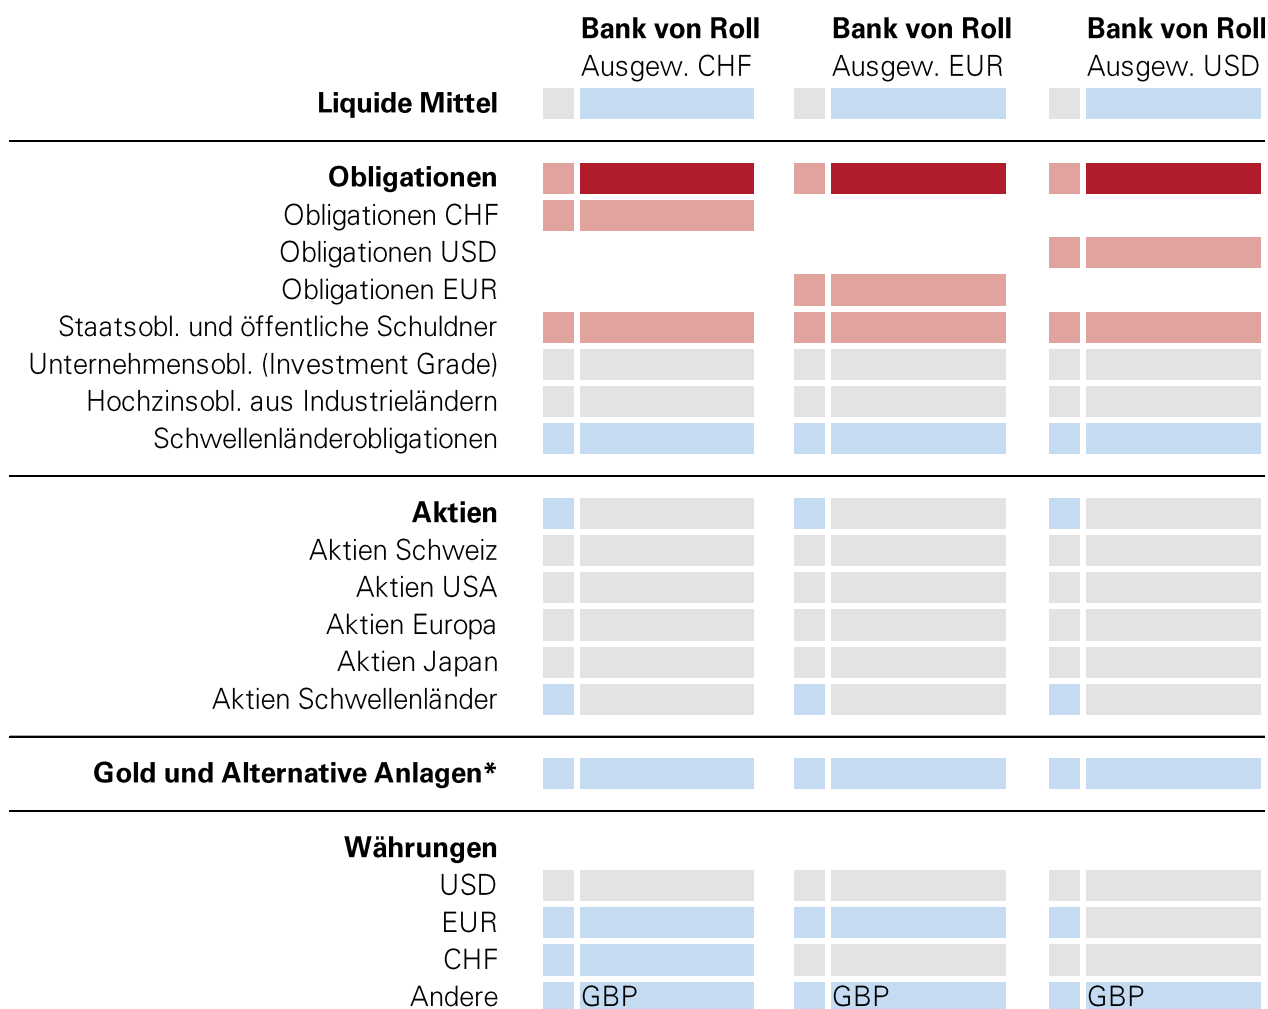 Bank von Roll Bank von Roll Bank von Roll
Ausgew. CHF Ausgew. EUR Ausgew. USD
Liquide Mittel
Obligationen
Obligationen CHF
Obligationen USD
Obligationen EUR
Staatsobl. und öffentliche Schuldner
Unternehmensobl. (Investment Grade)
Hochzinsobl. aus Industrieländern
Schwellenländerobligationen
Aktien
Aktien Schweiz
Aktien USA
Aktien Europa
Aktien Japan
Aktien Schwellenländer
Gold und Alternative Anlagen*
Währungen
USD
EUR
CHF
Andere GBP GBP GBP